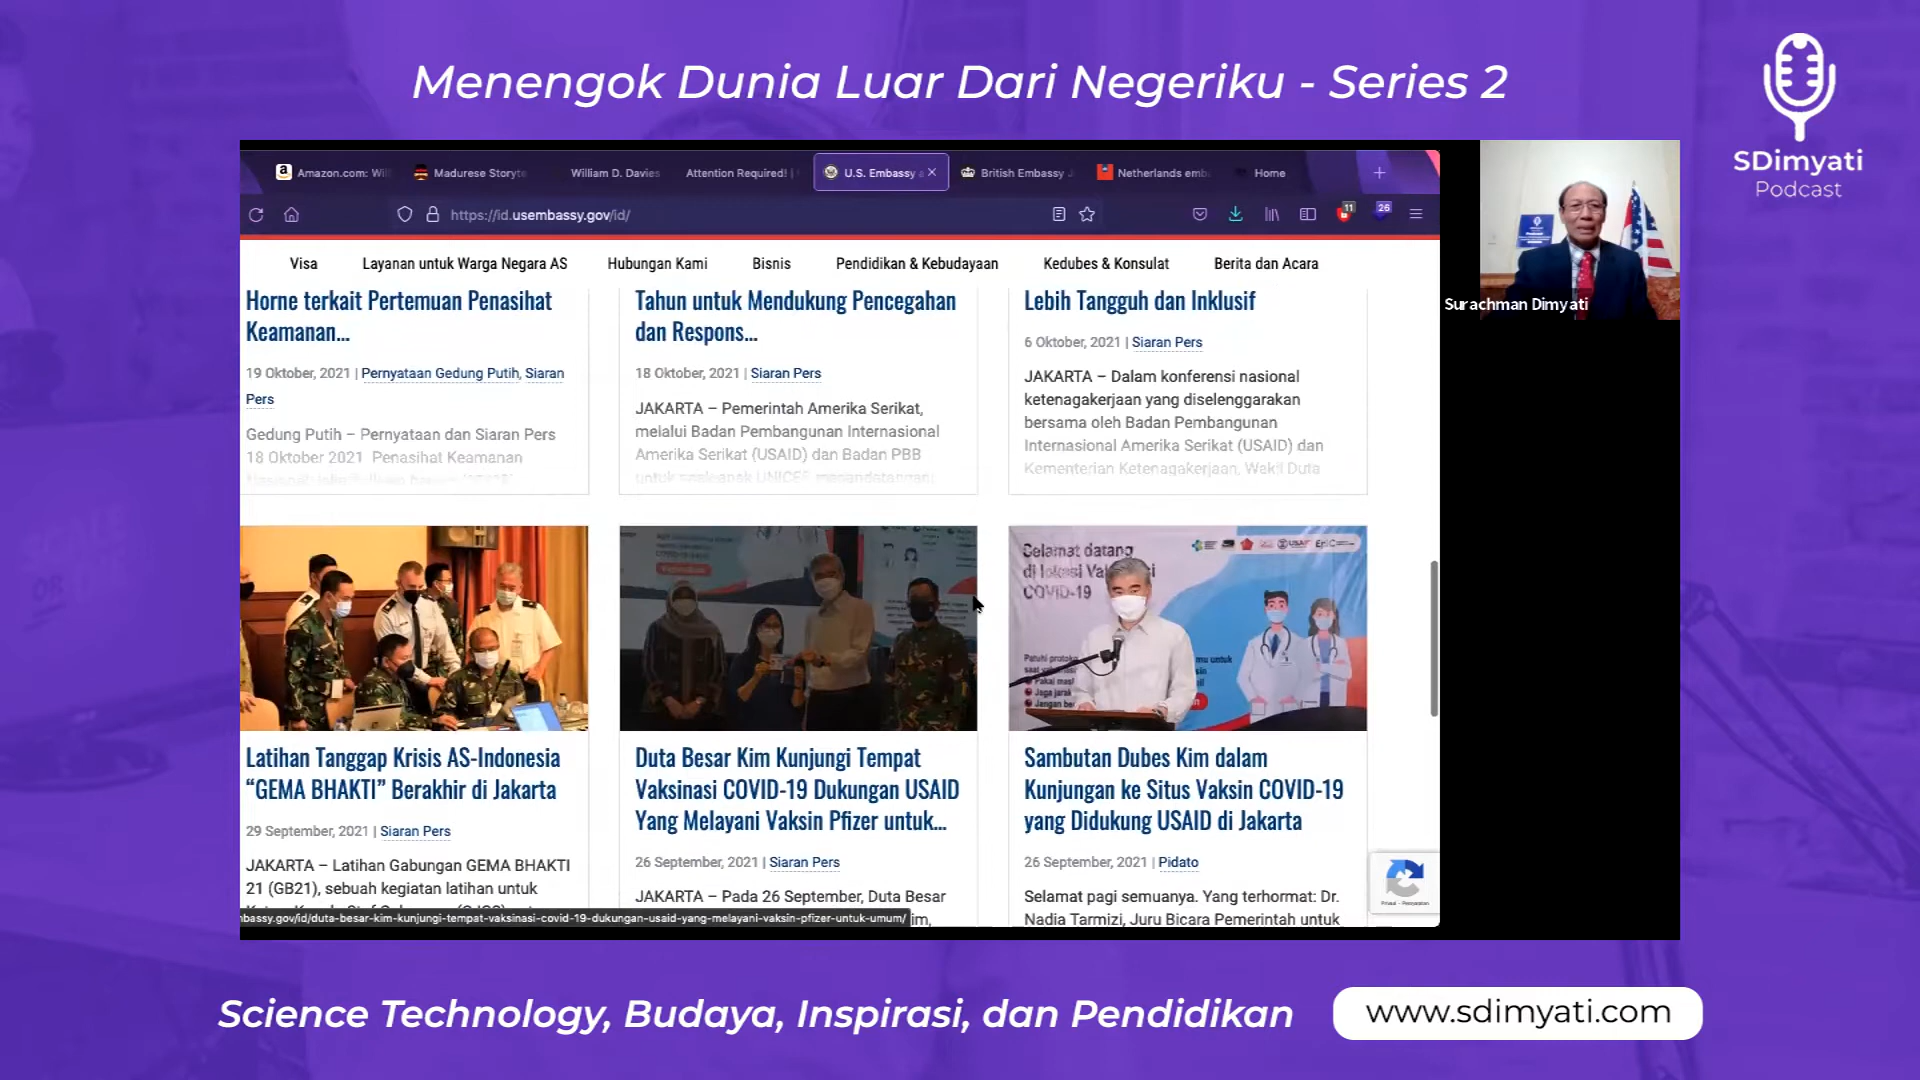 Menengok Dunia Luar Dari Negeriku - Series 2
SDimyati
Podcast
Amazon.com: Wil
Madurese Storyte
William D. Davies
Attention Required! |
U.S. Embassy
British Embassy J
Netherlands emb
Home
https://id.usembassy.gov/id/
11
26
Visa
Layanan untuk Warga Negara AS
Hubungan Kami
Bisnis
Pendidikan & Kebudayaan
Kedubes & Konsulat
Berita dan Acara
Surachman Dimyati
Horne terkait Pertemuan Penasihat
Keamanan...
19 Oktober, 2021 | Pernyataan Gedung Putih, Siaran
Pers
Gedung Putih – Pernyataan dan Siaran Pers
18 Oktober 2021 Penasihat Keamanan
Tahun untuk Mendukung Pencegahan
dan Respons...
18 Oktober, 2021 | Siaran Pers
JAKARTA – Pemerintah Amerika Serikat,
melalui Badan Pembangunan Internasional
Amerika Serikat (USAID) dan Badan PBB
Lebih Tangguh dan Inklusif
6 Oktober, 2021 | Siaran Pers
JAKARTA – Dalam konferensi nasional
ketenagakerjaan yang diselenggarakan
bersama oleh Badan Pembangunan
Internasional Amerika Serikat (USAID) dan
Kementerian Ketenagakerjaan, Wakil Duta
Selamat datang
di lokasi Vak
COVID-19
Latihan Tanggap Krisis AS-Indonesia
“GEMA BHAKTI” Berakhir di Jakarta
29 September, 2021 | Siaran Pers
JAKARTA – Latihan Gabungan GEMA BHAKTI
21 (GB21), sebuah kegiatan latihan untuk
Duta Besar Kim Kunjungi Tempat
Vaksinasi COVID-19 Dukungan USAID
Yang Melayani Vaksin Pfizer untuk...
26 September, 2021 | Siaran Pers
JAKARTA – Pada 26 September, Duta Besar
im,
Sambutan Dubes Kim dalam
Kunjungan ke Situs Vaksin COVID-19
yang Didukung USAID di Jakarta
26 September, 2021 | Pidato
Selamat pagi semuanya. Yang terhormat: Dr.
Nadia Tarmizi, Juru Bicara Pemerintah untuk
nbassy.gov/id/duta-besar-kim-kunjungi-tempat-vaksinasi-covid-19-dukungan-usaid-yang-melayani-vaksin-pfizer-untuk-umum/
Science Technology, Budaya, Inspirasi, dan Pendidikan
www.sdimyati.com